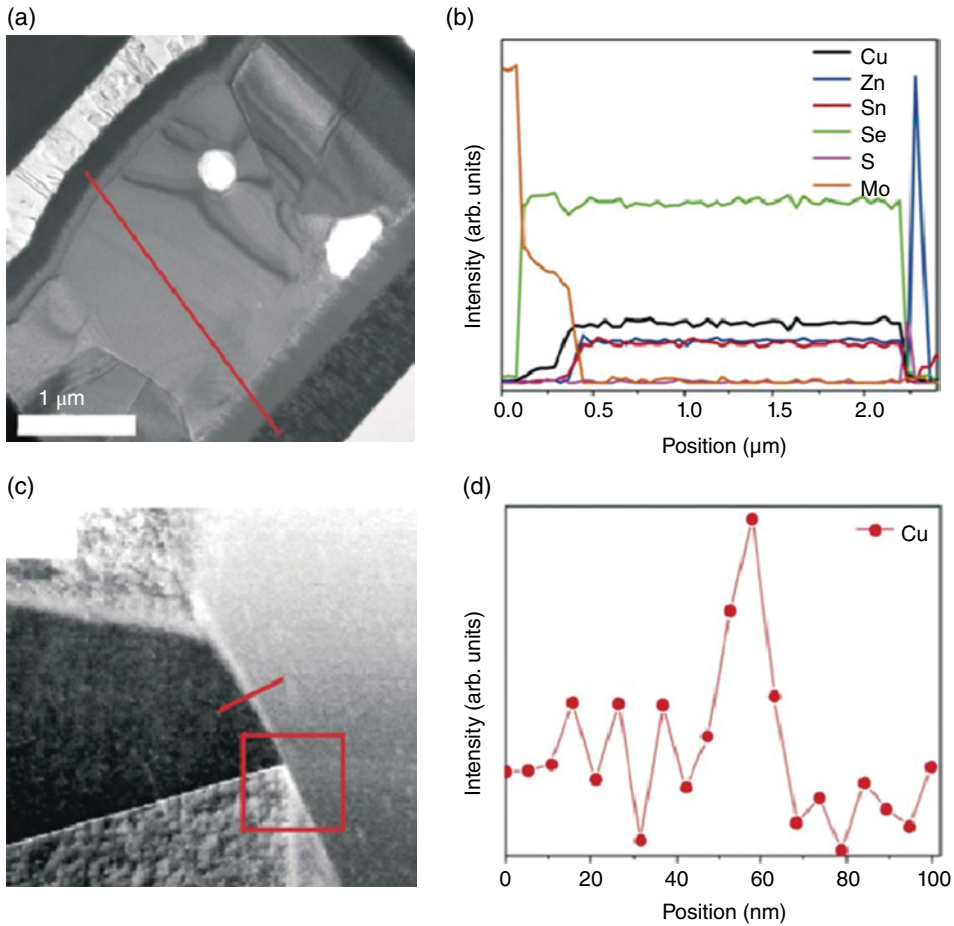 (a)
1 μm
(b)
Cu
Zn
Sn
Se
S
Mo
Intensity (arb. units)
0.0 0.5 1.0 1.5 2.0
Position (μm)
(c)
(d)
Cu
Intensity (arb. units)
0 20 40 60 80 100
Position (nm)